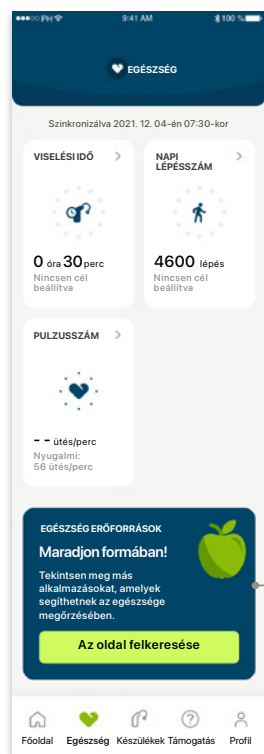 PH 9:41 AM 100 %
EGÉSZSÉG
Szinkronizálva 2021. 12. 04-én 07:30-kor
VISELÉSI IDŐ
0 óra 30 perc
Nincsen cél
beállítva
NAPI
LÉPÉSSZÁM
4600 lépés
Nincsen cél
beállítva
PULZUSSZÁM
- - ütés/perc
Nyugalmi:
56 ütés/perc
EGÉSZSÉG ERŐFORRÁSOK
Maradjon formában!
Tekintsen meg más
alkalmazásokat, amelyek
segíthetnek az egészsége
megőrzésében.
Az oldal felkeresése
Főoldal Egészség Készülékek Támogatás Profil